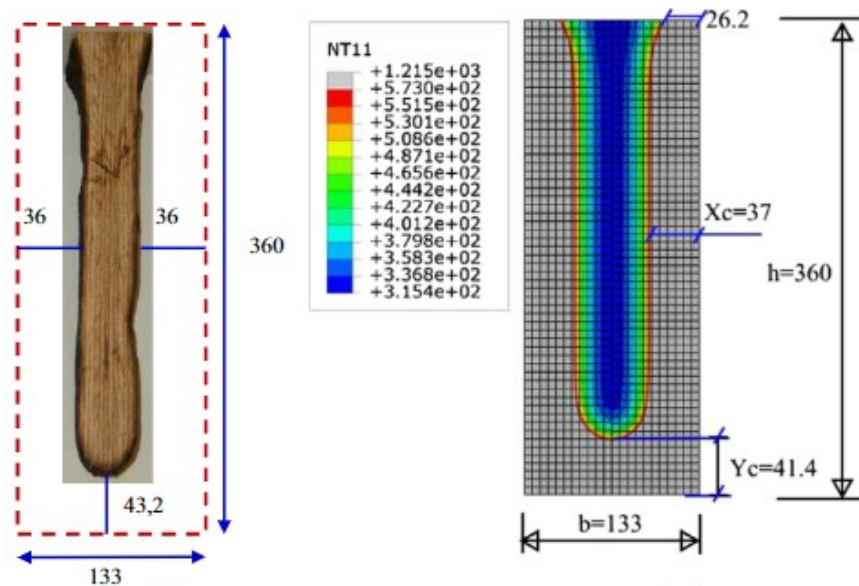 36
36
360
43,2
133
NT11
+1.215e+03
+5.730e+02
+5.515e+02
+5.301e+02
+5.086e+02
+4.871e+02
+4.656e+02
+4.442e+02
+4.227e+02
+4.012e+02
+3.798e+02
+3.583e+02
+3.368e+02
+3.154e+02
26.2
Xc=37
h=360
Yc=41.4
b=133